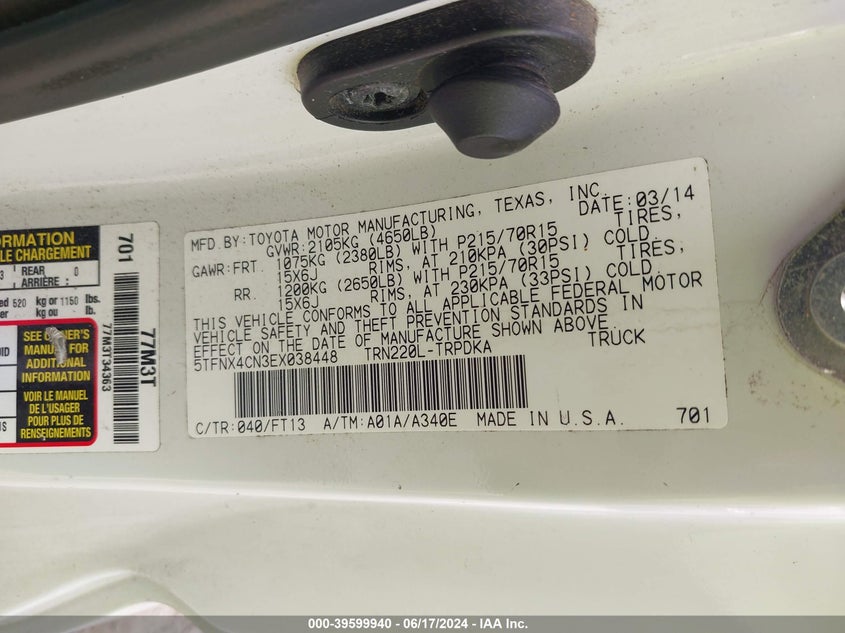 MFD.BY:TOYOTA MOTOR MANUFACTURING, TEXAS, INC.
DATE:03/14
GVWR:2105KG (4650LB)
GAWR:FRT. 1075KG (2380LB) WITH P215/70R15 TIRES,
15X6J RIMS, AT 210KPA (30PSI) COLD.
RR. 1200KG (2650LB) WITH P215/70R15 TIRES,
15X6J RIMS, AT 230KPA (33PSI) COLD.
THIS VEHICLE CONFORMS TO ALL APPLICABLE FEDERAL MOTOR
VEHICLE SAFETY AND THEFT PREVENTION STANDARDS IN
EFFECT ON THE DATE OF MANUFACTURE SHOWN ABOVE.
5TFNX4CN3EX038448 TRN220L-TRPDKA TRUCK
C/TR:040/FT13 A/TM:A01A/A340E MADE IN U.S.A. 701
REAR 0
ARRIÈRE :
520 kg or 1150 lbs.
kg ou lb.
SEE OWNER'S
MANUAL FOR
ADDITIONAL
INFORMATION
VOIR LE MANUEL
DE L'USAGER
POUR PLUS DE
RENSEIGNEMENTS
701
77M3T34363
77M3T
000-39599940 - 06/17/2024 - IAA Inc.